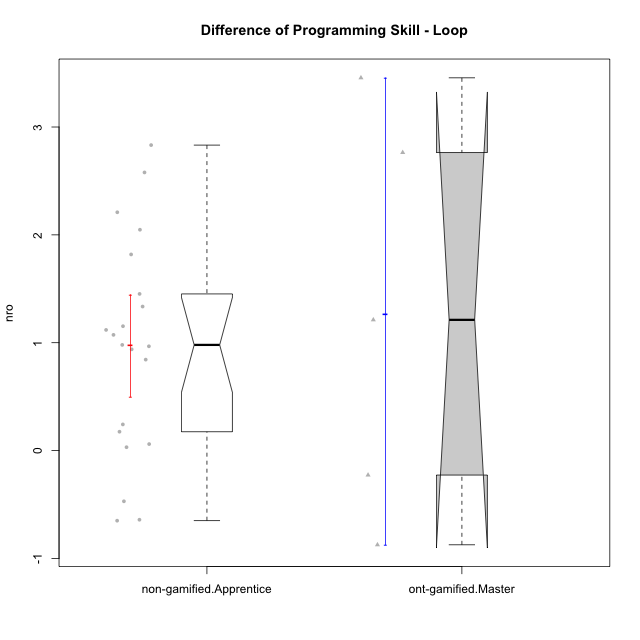 Difference of Programming Skill - Loop
nro
3
2
1
0
-1
non-gamified.Apprentice
ont-gamified.Master